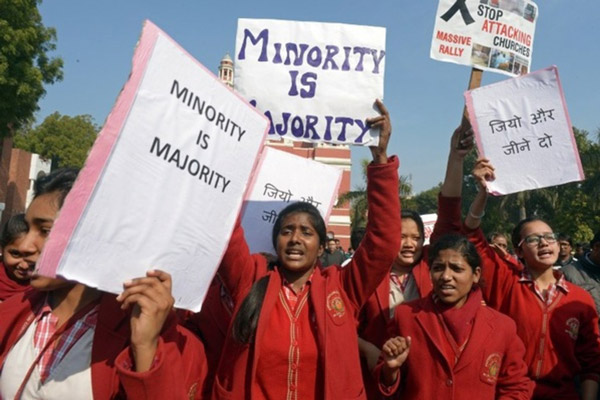 MINORITY
IS
MAJORITY
MINORITY
IS
MAJORITY
STOP
ATTACKING
CHURCHES
MASSIVE
RALLY
जियो और
जीने दो
जियो और